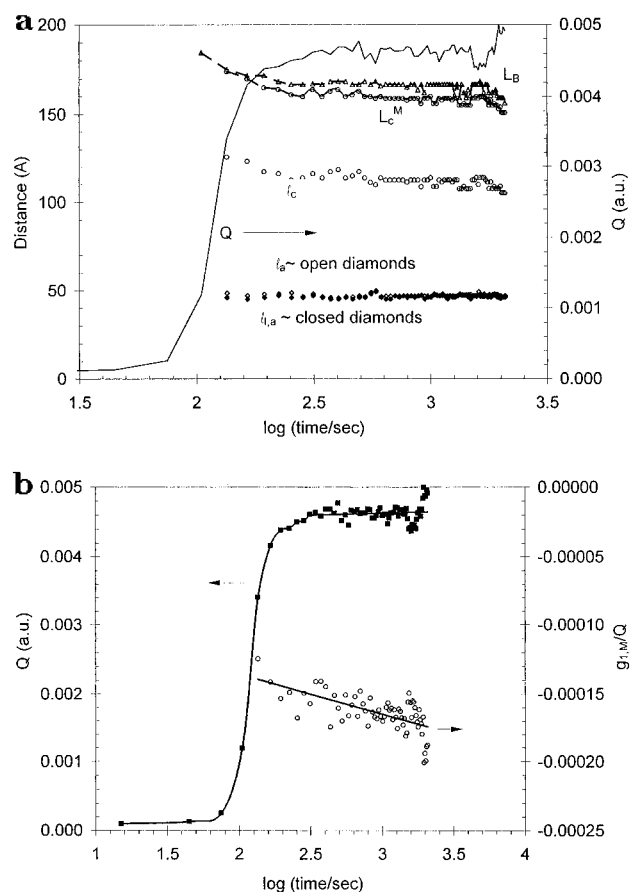 a
200
150
100
50
0
Distance (A)
0.005
0.004
0.003
0.002
0.001
0.000
Q (a.u.)
L_B
L_c^M
ℓ_c
Q
ℓ_a ~ open diamonds
ℓ_{I,a} ~ closed diamonds
1.5 2 2.5 3 3.5
log (time/sec)
b
0.005
0.004
0.003
0.002
0.001
0.000
Q (a.u.)
0.00000
-0.00005
-0.00010
-0.00015
-0.00020
-0.00025
g_{1,M}/Q
1 1.5 2 2.5 3 3.5 4
log (time/sec)